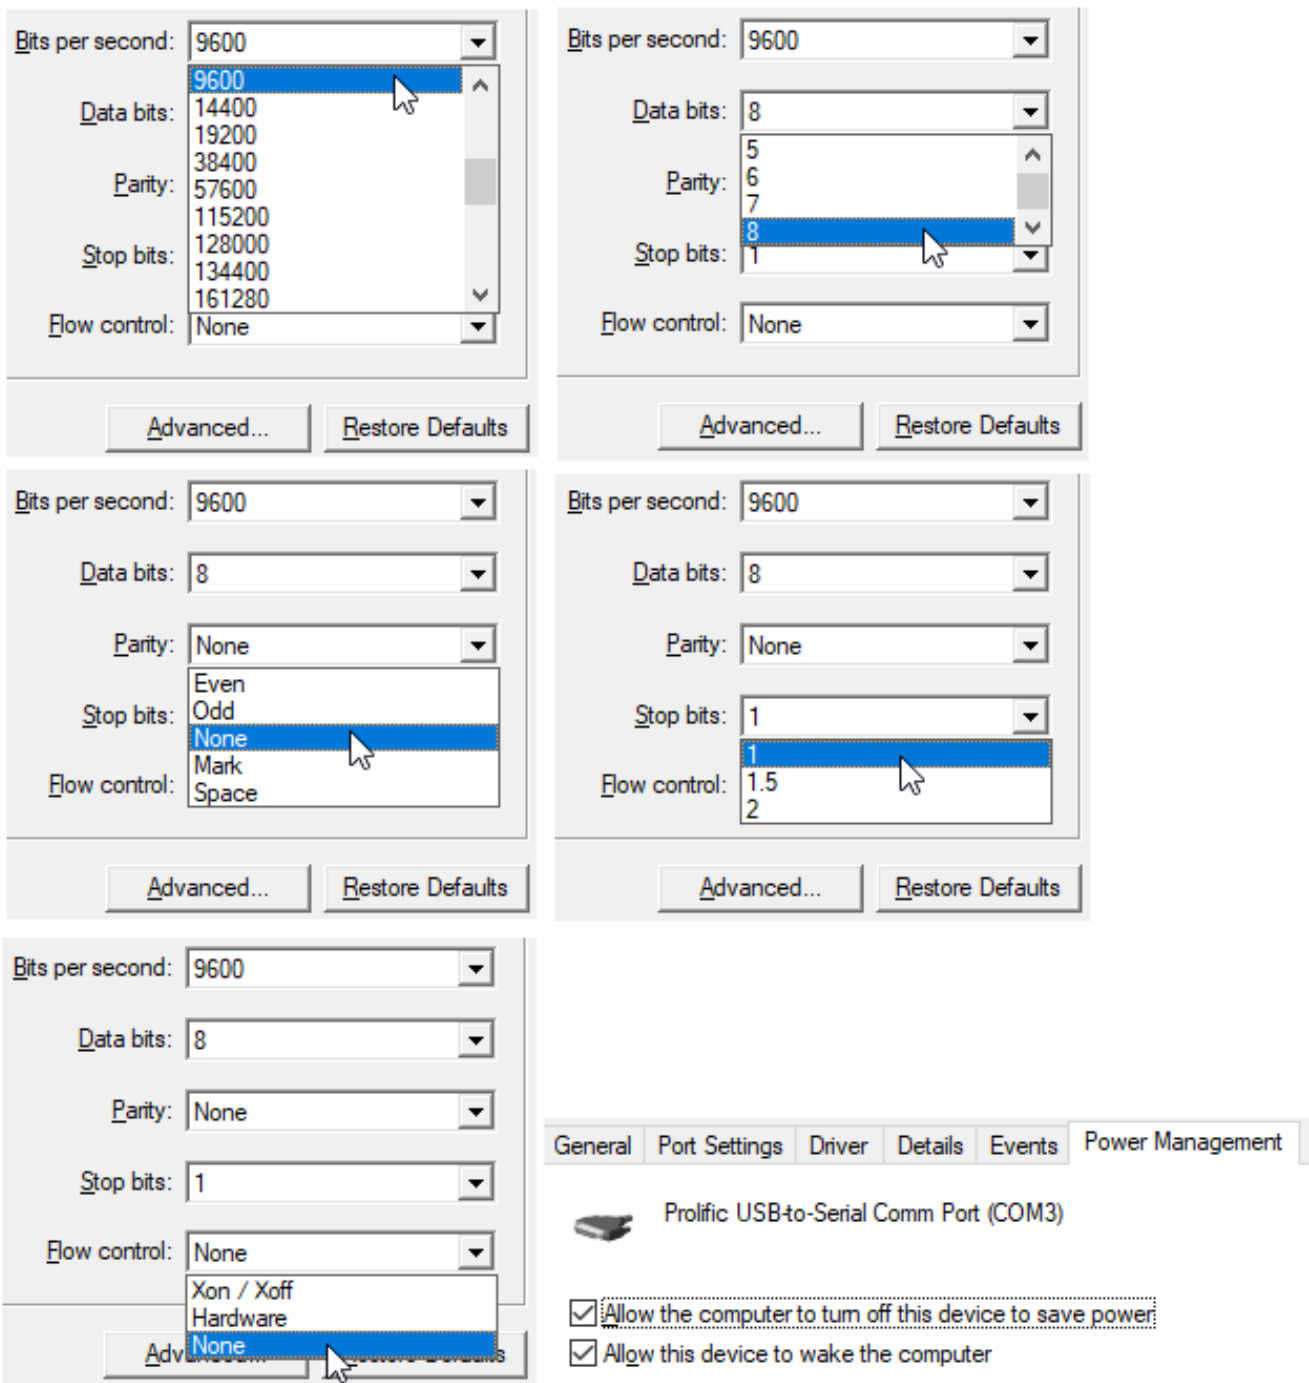 Bits per second: 9600
9600
14400
Data bits:
19200
38400
Parity:
57600
115200
128000
Stop bits:
134400
161280
Flow control: None
Advanced... Restore Defaults
Bits per second: 9600
Data bits: 8
5
6
Parity:
7
8
Stop bits: 1
Flow control: None
Advanced... Restore Defaults
Bits per second: 9600
Data bits: 8
Parity: None
Even
Odd
Stop bits:
None
Mark
Flow control:
Space
Advanced... Restore Defaults
Bits per second: 9600
Data bits: 8
Parity: None
Stop bits: 1
1
1.5
Flow control:
2
Advanced... Restore Defaults
Bits per second: 9600
Data bits: 8
Parity: None
Stop bits: 1
Flow control: None
Xon / Xoff
Hardware
None
General Port Settings Driver Details Events Power Management
Prolific USB-to-Serial Comm Port (COM3)
Allow the computer to turn off this device to save power
Allow this device to wake the computer